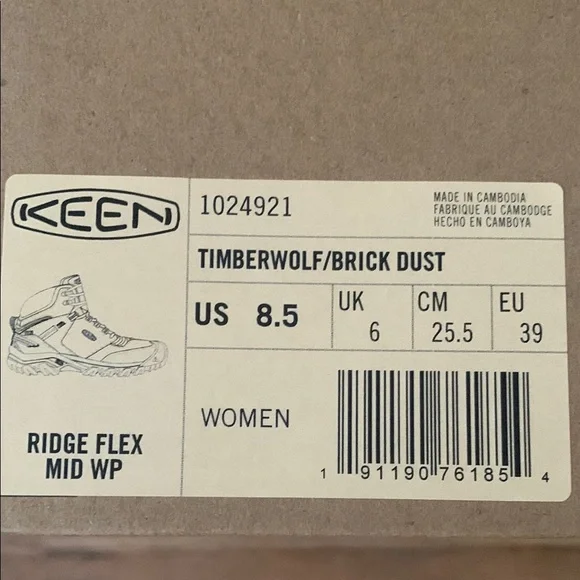 KEEN
1024921
MADE IN CAMBODIA
FABRIQUE AU CAMBODGE
HECHO EN CAMBOYA
TIMBERWOLF/BRICK DUST
US 8.5
UK 6
CM 25.5
EU 39
RIDGE FLEX
MID WP
WOMEN
1 91190 76185 4